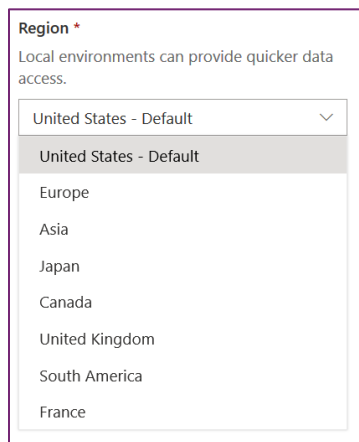 Region *
Local environments can provide quicker data
access.
United States - Default
United States - Default
Europe
Asia
Japan
Canada
United Kingdom
South America
France